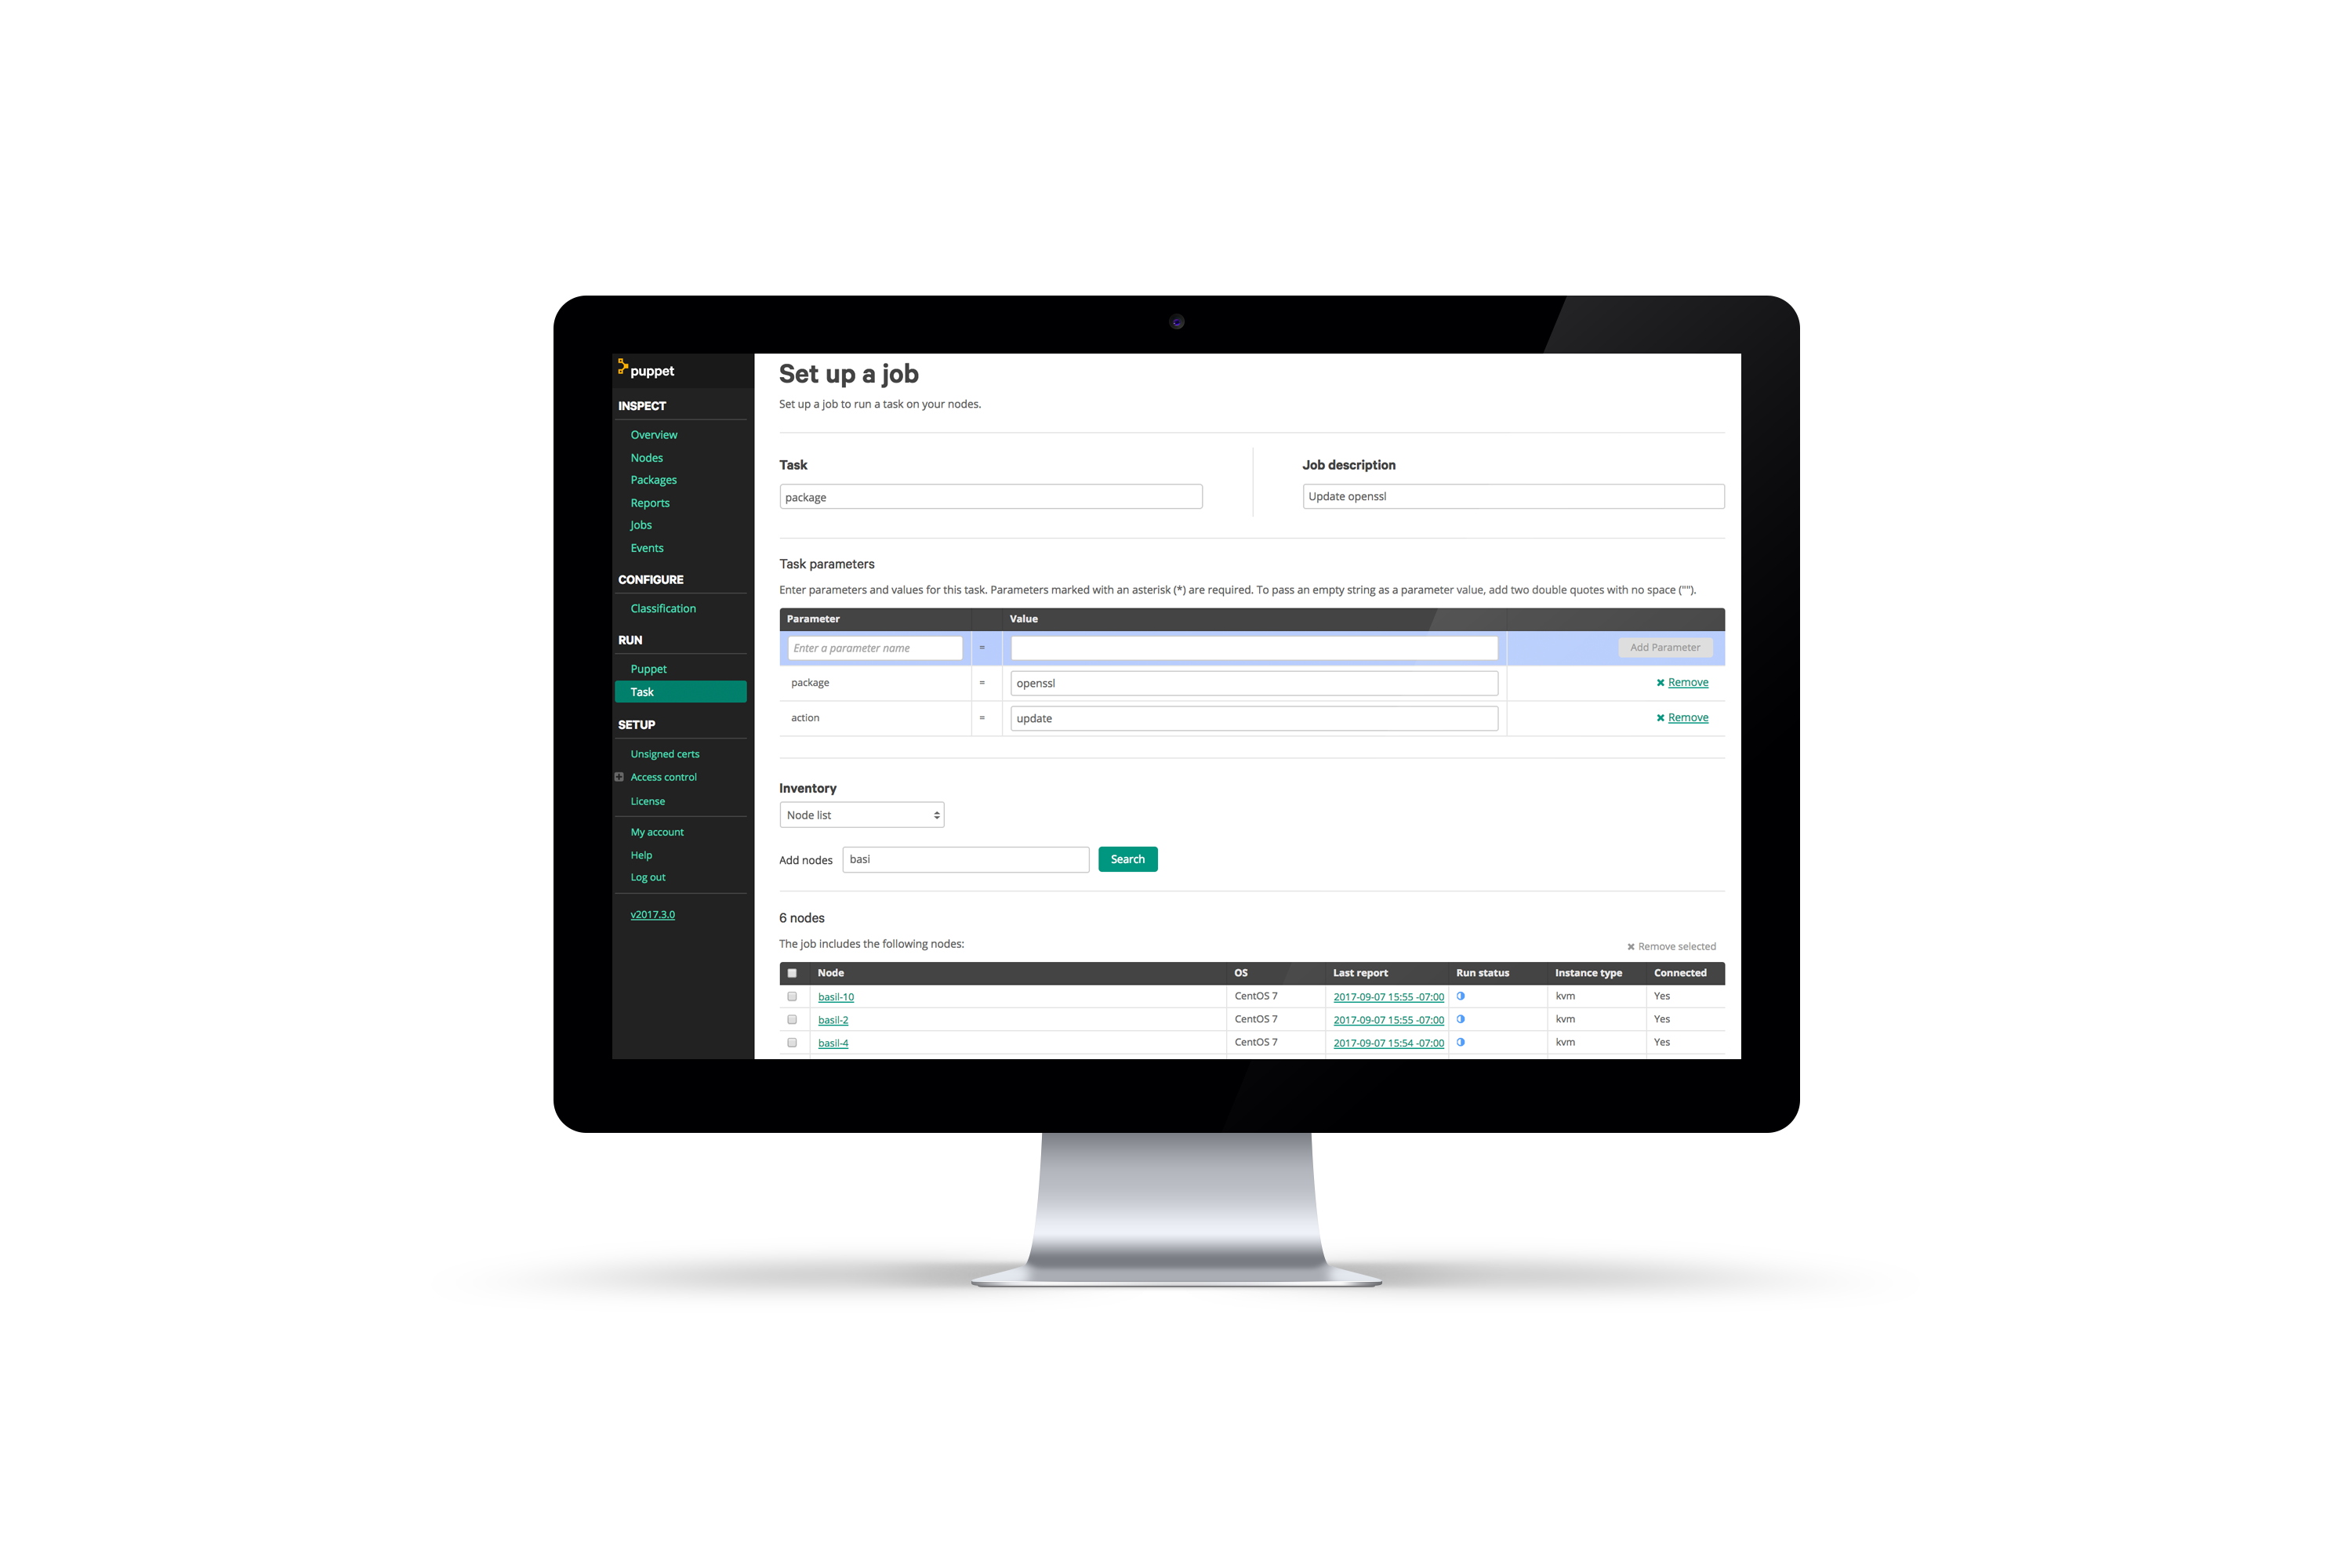 puppet
INSPECT
Overview
Nodes
Packages
Reports
Jobs
Events
CONFIGURE
Classification
RUN
Puppet
Task
SETUP
Unsigned certs
Access control
License
My account
Help
Log out
v2017.3.0
Set up a job
Set up a job to run a task on your nodes.
Task
Job description
package
Update openssl
Task parameters
Enter parameters and values for this task. Parameters marked with an asterisk (*) are required. To pass an empty string as a parameter value, add two double quotes with no space ("").
Parameter Value
Enter a parameter name = Add Parameter
package = openssl Remove
action = update Remove
Inventory
Node list
Add nodes basi Search
6 nodes
The job includes the following nodes:
Remove selected
Node OS Last report Run status Instance type Connected
basil-10 CentOS 7 2017-09-07 15:55 -07:00 kvm Yes
basil-2 CentOS 7 2017-09-07 15:55 -07:00 kvm Yes
basil-4 CentOS 7 2017-09-07 15:54 -07:00 kvm Yes